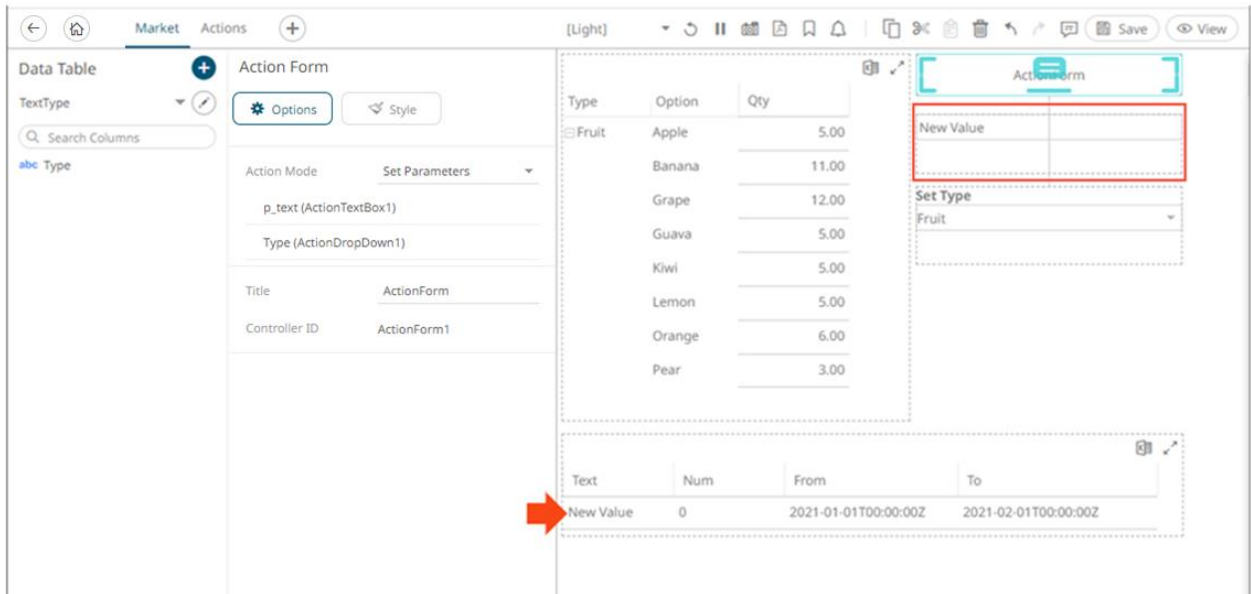 Market Actions [Light] Save View
Data Table
TextType
Search Columns
abc Type
Action Form
Options Style
Action Mode Set Parameters
p_text (ActionTextBox1)
Type (ActionDropDown1)
Title ActionForm
Controller ID ActionForm1
Type Option Qty
Fruit Apple 5.00
Banana 11.00
Grape 12.00
Guava 5.00
Kiwi 5.00
Lemon 5.00
Orange 6.00
Pear 3.00
ActionForm
New Value
Set Type
Fruit
Text Num From To
New Value 0 2021-01-01T00:00:00Z 2021-02-01T00:00:00Z